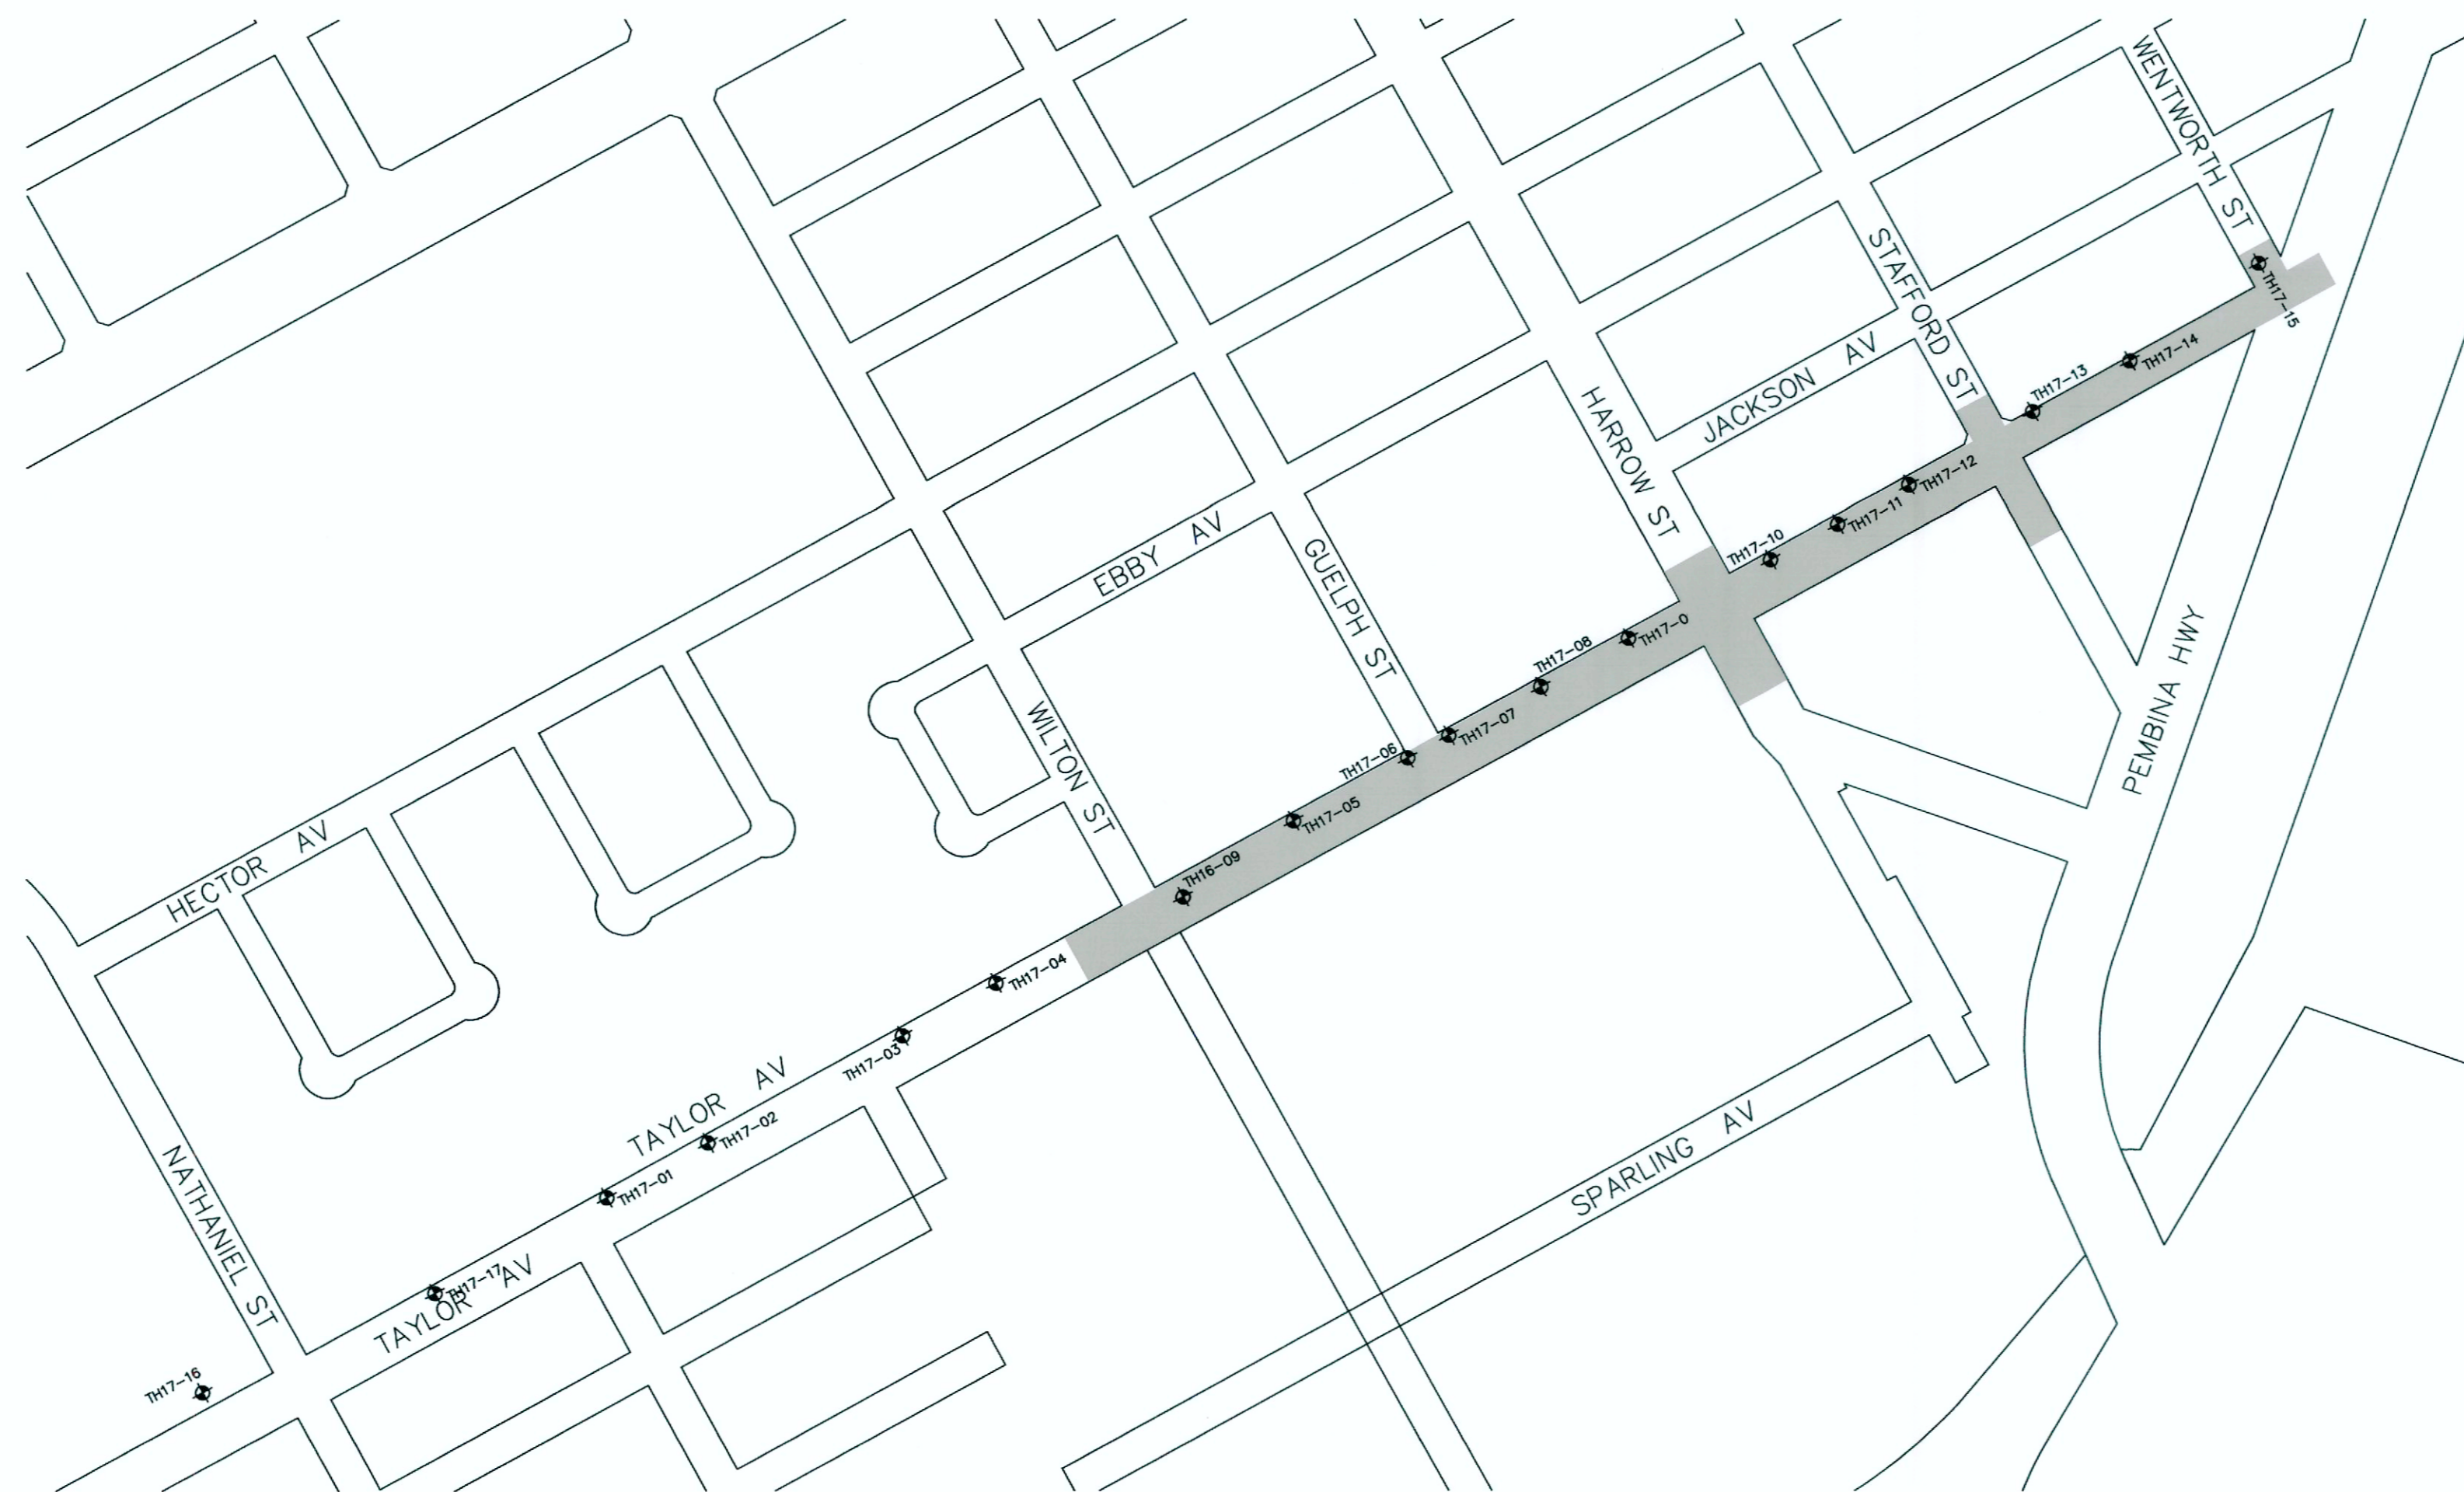 WENTWORTH ST
STAFFORD ST
TH17-15
TH17-14
JACKSON AV
TH17-13
HARROW ST
TH17-12
TH17-11
EBBY AV
GUELPH ST
TH17-10
TH17-0
TH17-08
PEMBINA HWY
TH17-07
TH17-06
WILTON ST
TH17-05
HECTOR AV
TH16-09
TH17-04
TH17-03
TAYLOR AV
TH17-02
SPARLING AV
TH17-01
NATHANIEL ST
TH17-17
TAYLOR AV
TH17-16